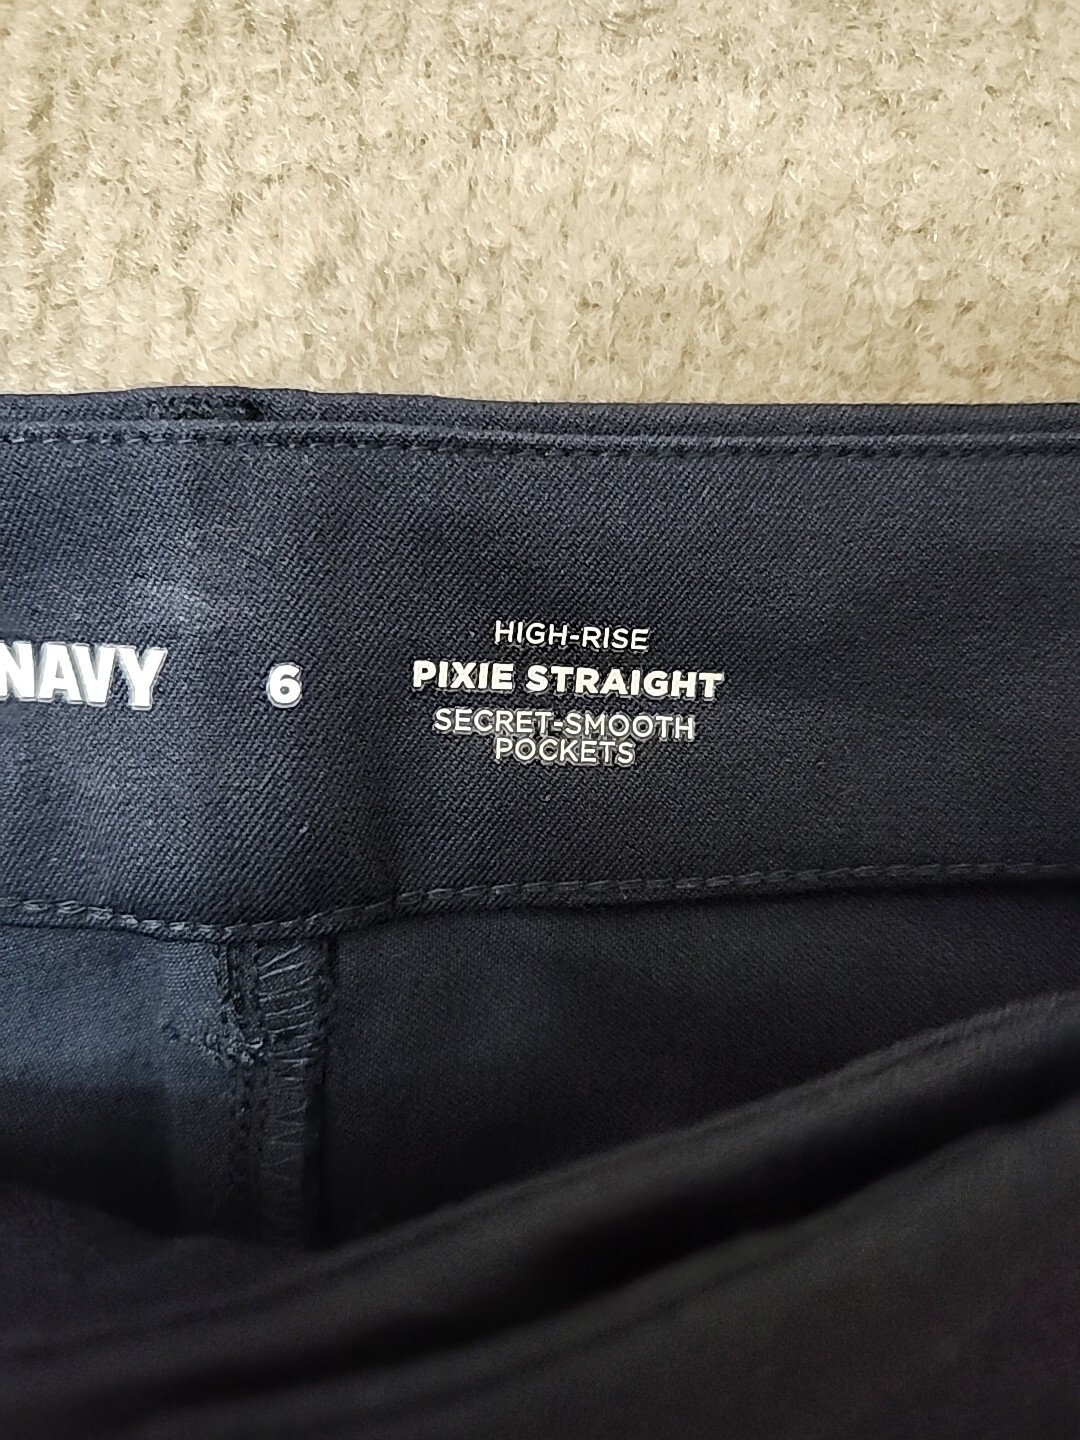 NAVY
6
HIGH-RISE
PIXIE STRAIGHT
SECRET-SMOOTH
POCKETS